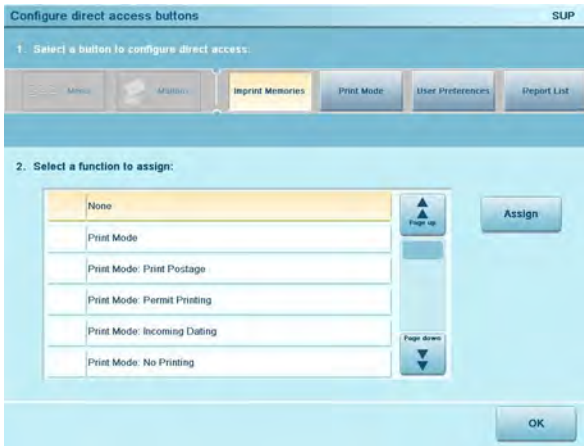 Configure direct access buttons SUP
1. Select a button to configure direct access:
Menu Mailbox Imprint Memories Print Mode User Preferences Report List
2. Select a function to assign:
None
Page up
Assign
Print Mode
Print Mode: Print Postage
Print Mode: Permit Printing
Print Mode: Incoming Dating
Page down
Print Mode: No Printing
OK